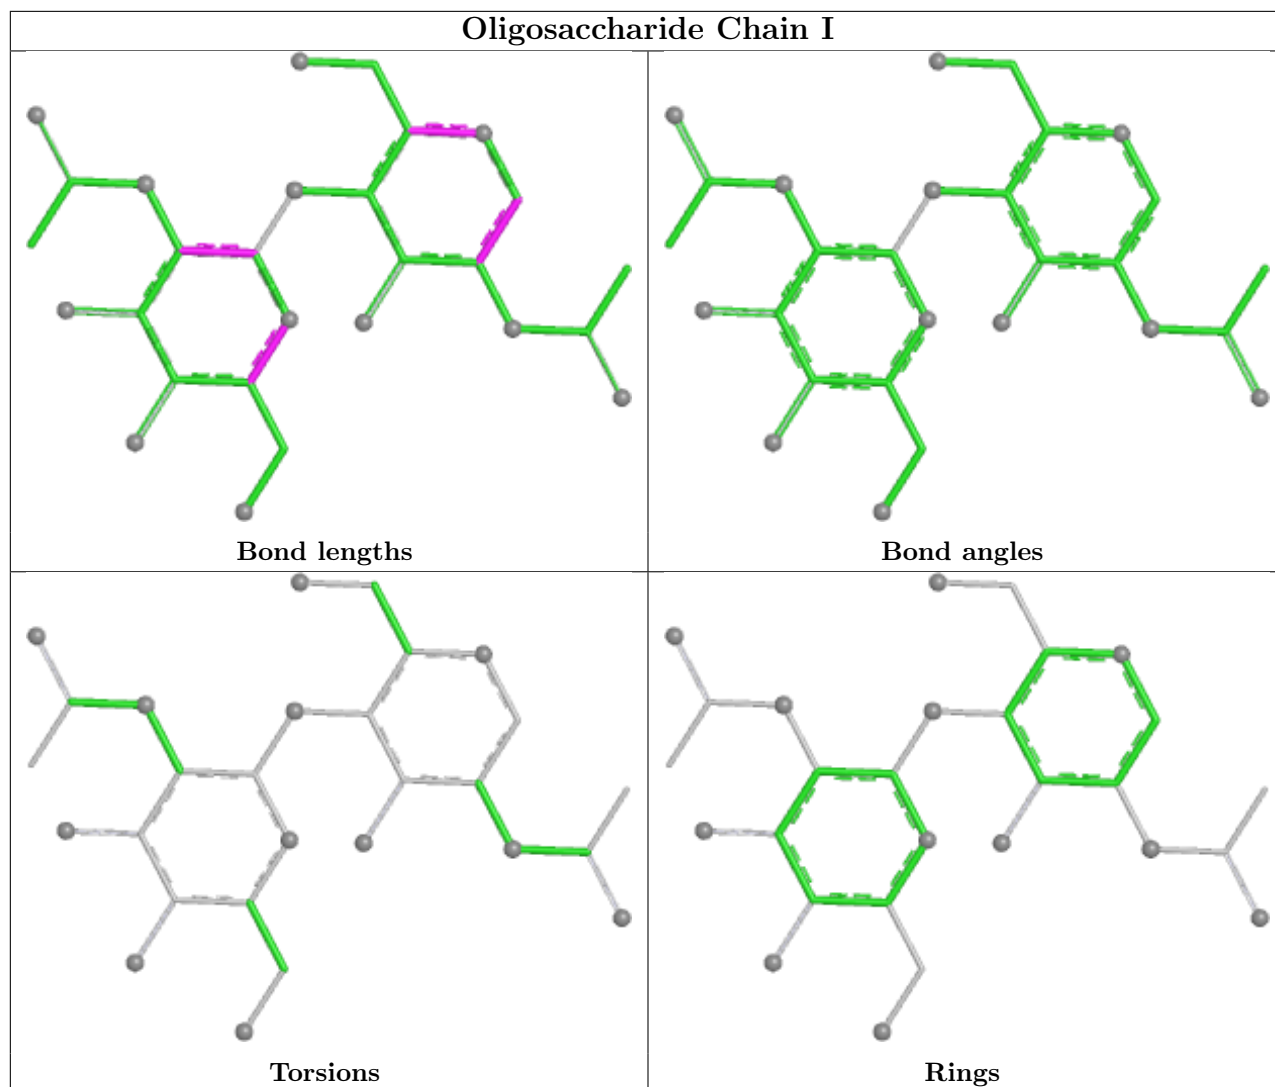 Oligosaccharide Chain I
Bond lengths
Bond angles
Torsions
Rings